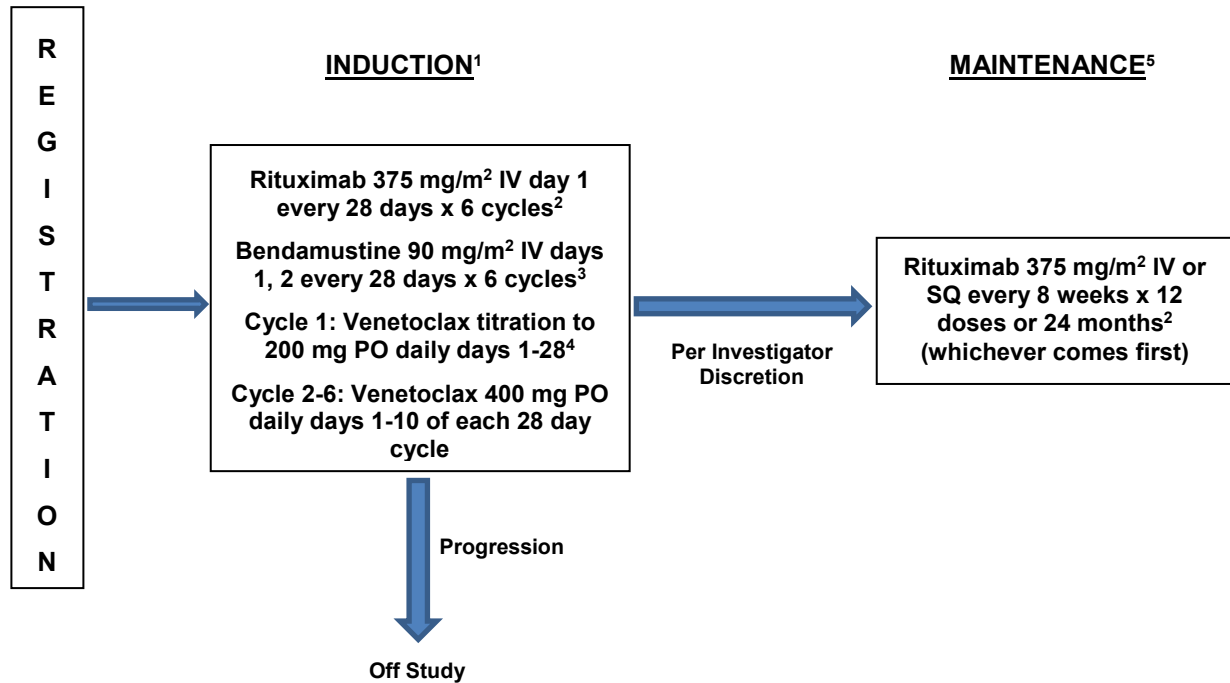 R
E
G
I
S
T
R
A
T
I
O
N
INDUCTION¹
Rituximab 375 mg/m² IV day 1
every 28 days x 6 cycles²
Bendamustine 90 mg/m² IV days
1, 2 every 28 days x 6 cycles³
Cycle 1: Venetoclax titration to
200 mg PO daily days 1-28⁴
Cycle 2-6: Venetoclax 400 mg PO
daily days 1-10 of each 28 day
cycle
Progression
Off Study
Per Investigator
Discretion
MAINTENANCE⁵
Rituximab 375 mg/m² IV or
SQ every 8 weeks x 12
doses or 24 months²
(whichever comes first)